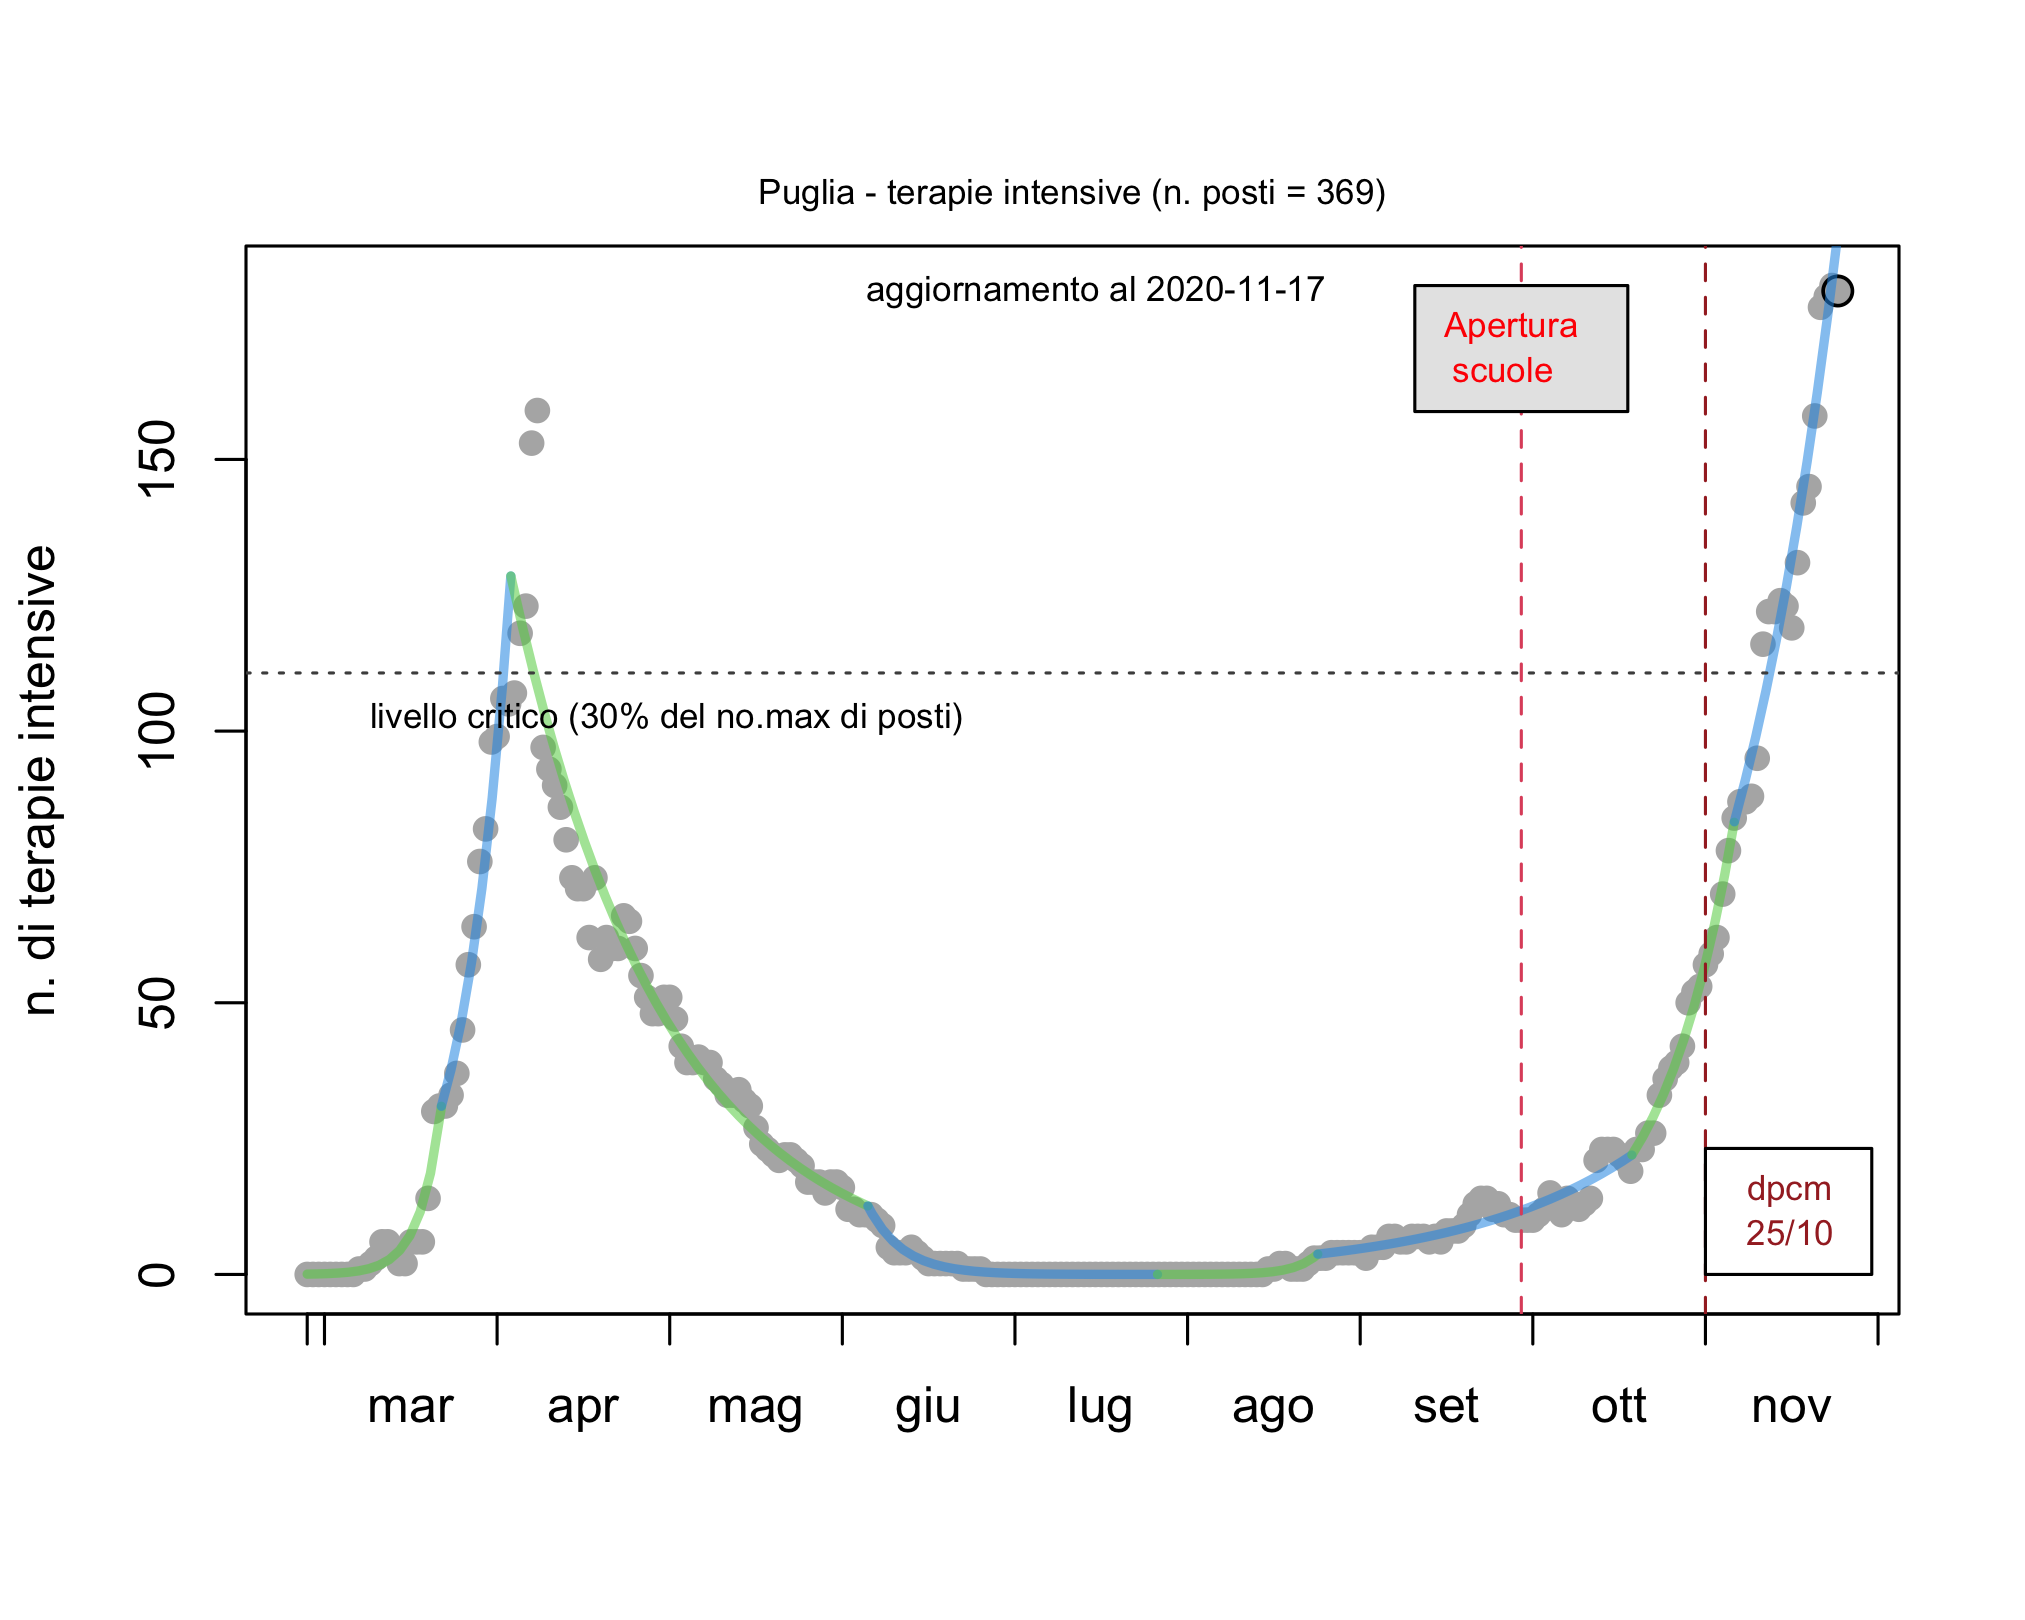 Puglia - terapie intensive (n. posti = 369)
aggiornamento al 2020-11-17
Apertura
scuole
livello critico (30% del no.max di posti)
dpcm
25/10
n. di terapie intensive
150
100
50
0
mar apr mag giu lug ago set ott nov